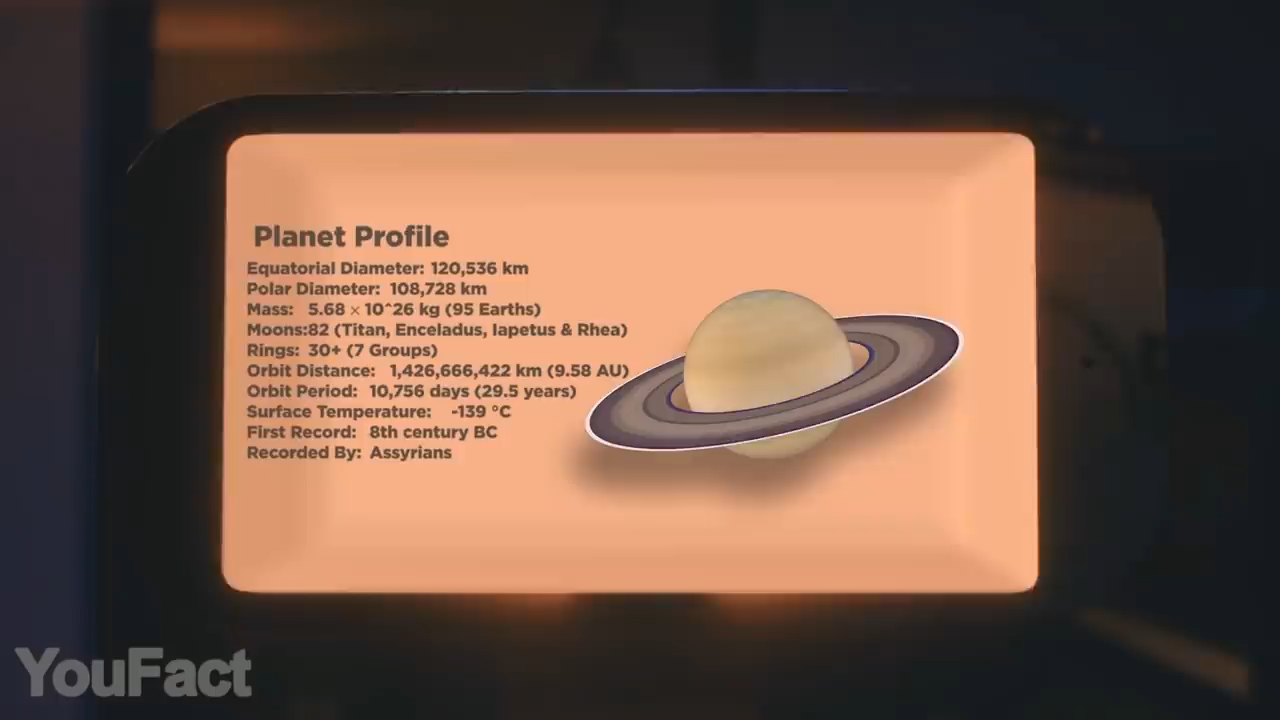 Planet Profile
Equatorial Diameter: 120,536 km
Polar Diameter: 108,728 km
Mass: 5.68 × 10^26 kg (95 Earths)
Moons:82 (Titan, Enceladus, Iapetus & Rhea)
Rings: 30+ (7 Groups)
Orbit Distance: 1,426,666,422 km (9.58 AU)
Orbit Period: 10,756 days (29.5 years)
Surface Temperature: -139 °C
First Record: 8th century BC
Recorded By: Assyrians
YouFact